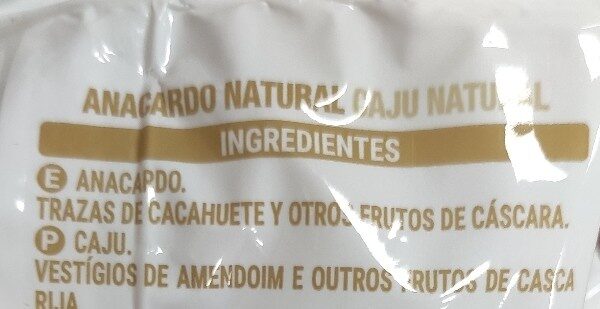 ANACARDO NATURAL CAJU NATURAL
INGREDIENTES
E ANACARDO.
TRAZAS DE CACAHUETE Y OTROS FRUTOS DE CÁSCARA.
P CAJU.
VESTÍGIOS DE AMENDOIM E OUTROS FRUTOS DE CASCA
RIJA